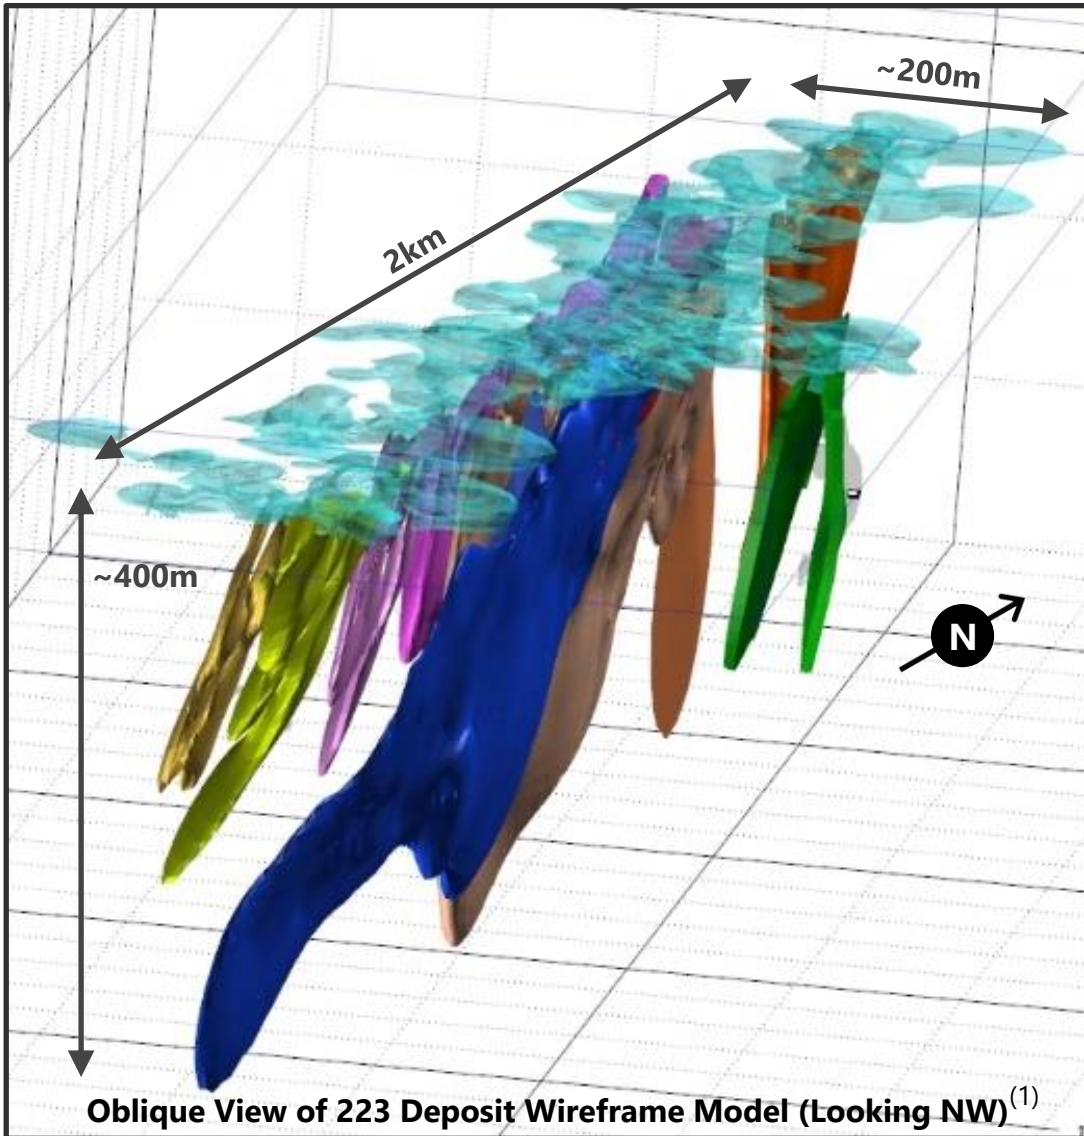 ~200m
2km
~400m
N
Oblique View of 223 Deposit Wireframe Model (Looking NW)(1)